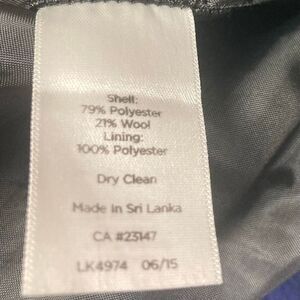 Shell:
79% Polyester
21% Wool
Lining:
100% Polyester
Dry Clean
Made in Sri Lanka
CA #23147
LK4974 06/15